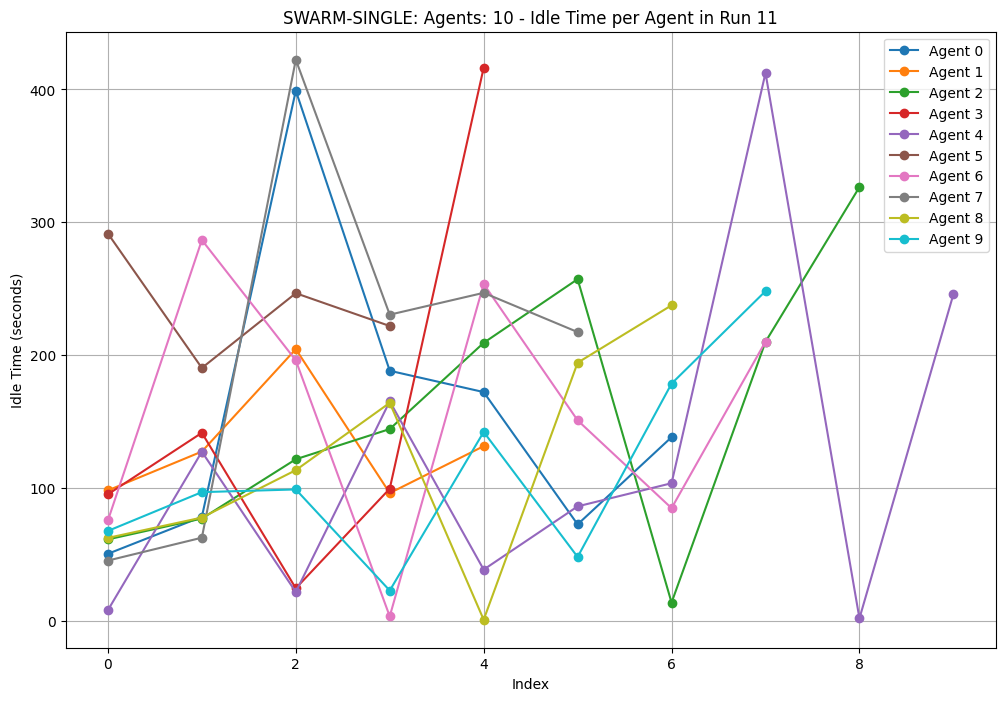 SWARM-SINGLE: Agents: 10 - Idle Time per Agent in Run 11
Idle Time (seconds)
400
300
200
100
0
0
2
4
6
8
Index
Agent 0
Agent 1
Agent 2
Agent 3
Agent 4
Agent 5
Agent 6
Agent 7
Agent 8
Agent 9